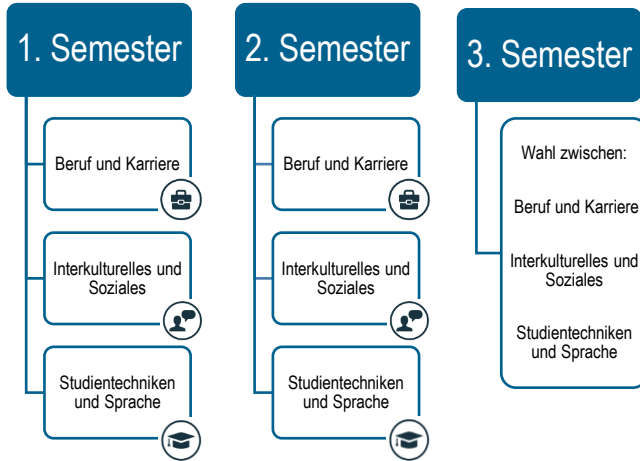 1. Semester
Beruf und Karriere
Interkulturelles und
Soziales
Studientechniken
und Sprache
2. Semester
Beruf und Karriere
Interkulturelles und
Soziales
Studientechniken
und Sprache
3. Semester
Wahl zwischen:
Beruf und Karriere
Interkulturelles und
Soziales
Studientechniken
und Sprache